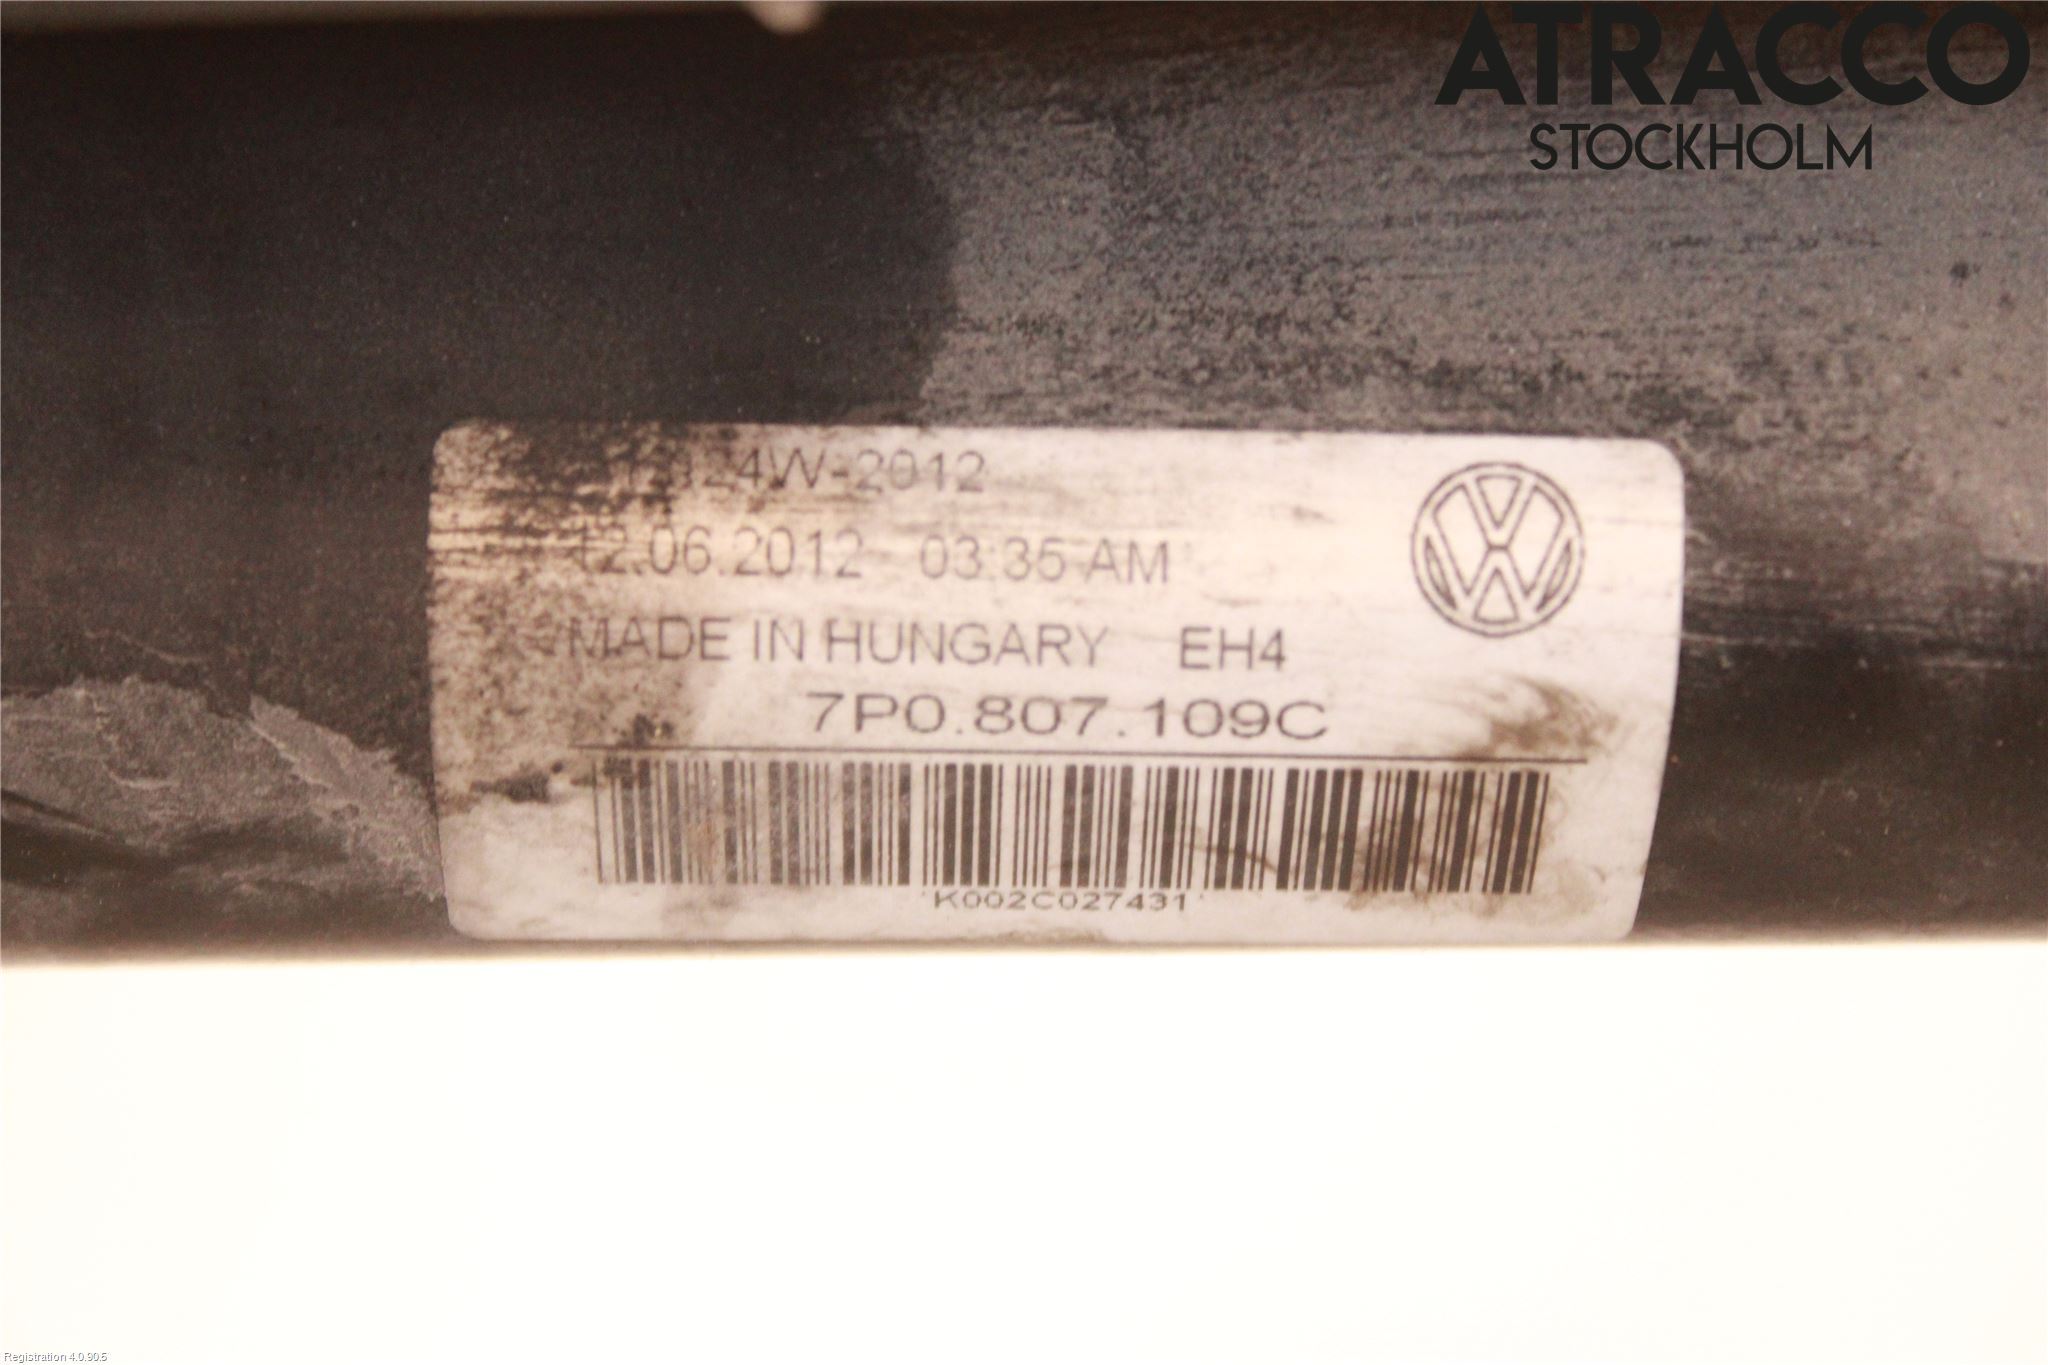 ATRACCO
STOCKHOLM
24W-2012
12.06.2012 03:35 AM
MADE IN HUNGARY EH4
7P0.807.109C
K002C027431
Registration 4.0.90.5